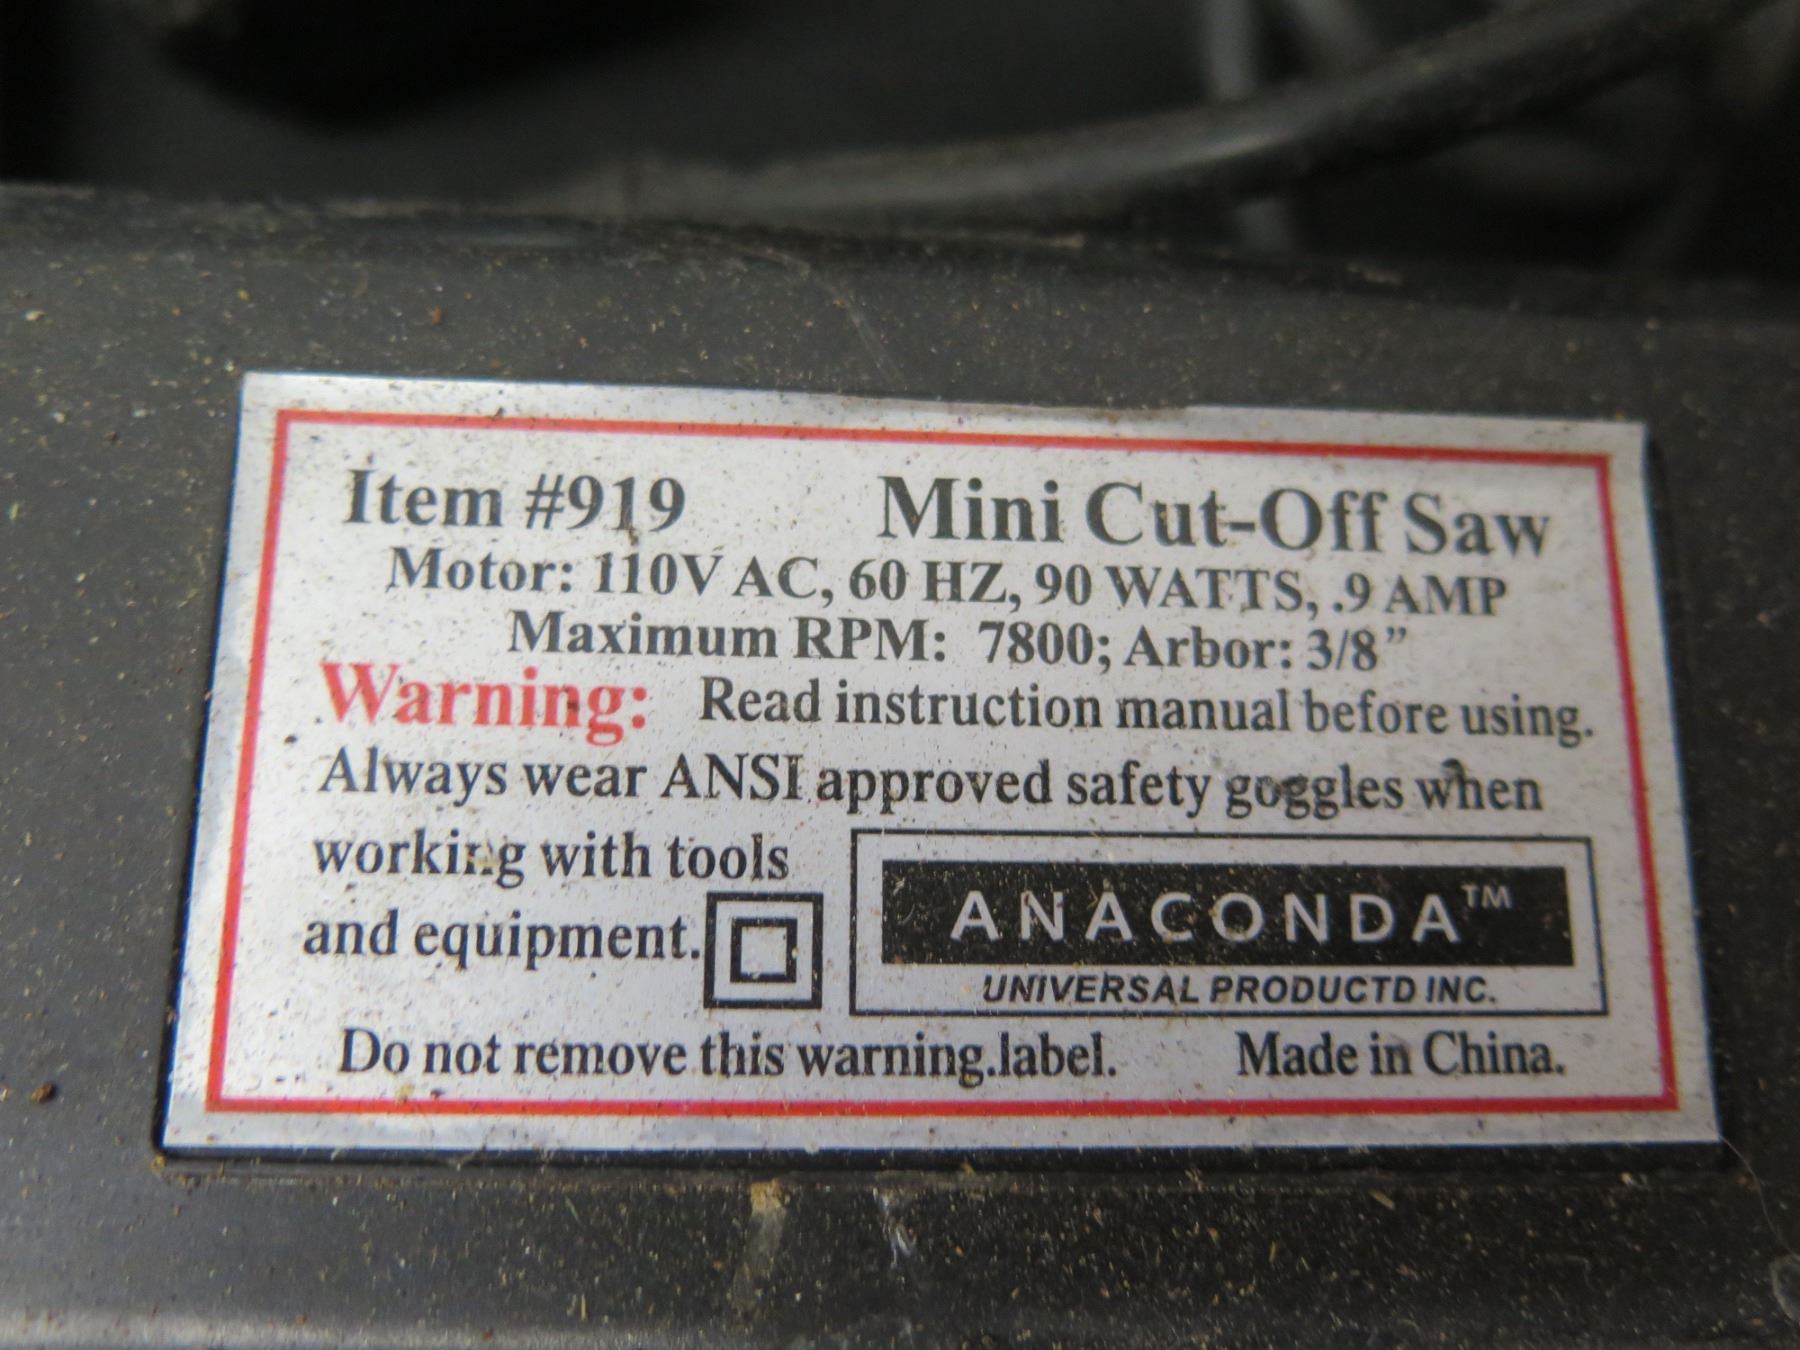 Item #919 Mini Cut-Off Saw
Motor: 110V AC, 60 HZ, 90 WATTS, .9 AMP
Maximum RPM: 7800; Arbor: 3/8”
Warning: Read instruction manual before using.
Always wear ANSI approved safety goggles when
working with tools
and equipment.
ANACONDA™
UNIVERSAL PRODUCTD INC.
Do not remove this warning.label. Made in China.